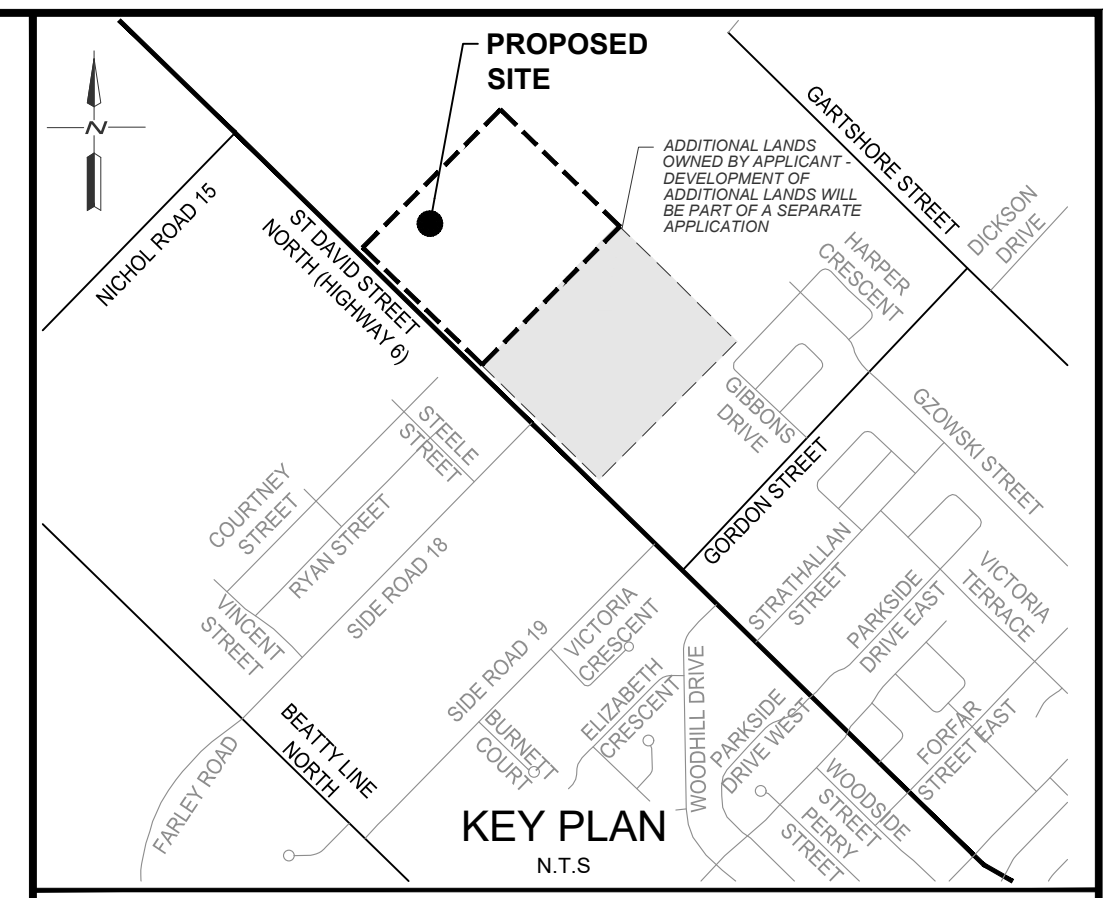 PROPOSED
SITE
N
ADDITIONAL LANDS
OWNED BY APPLICANT -
DEVELOPMENT OF
ADDITIONAL LANDS WILL
BE PART OF A SEPARATE
APPLICATION
GARTSHORE STREET
DICKSON
DRIVE
NICHOL ROAD 15
ST DAVID STREET
NORTH (HIGHWAY 6)
HARPER
CRESCENT
GIBBONS
DRIVE
GZOWSKI STREET
GORDON STREET
STEELE
STREET
COURTNEY
STREET
RYAN STREET
SIDE ROAD 18
VINCENT
STREET
STRATHALLAN
STREET
PARKSIDE
DRIVE EAST
VICTORIA
TERRACE
SIDE ROAD 19
VICTORIA
CRESCENT
ELIZABETH
CRESCENT
BURNETT
COURT
WOODHILL DRIVE
PARKSIDE
DRIVE WEST
FORFAR
STREET EAST
BEATTY LINE
NORTH
FARLEY ROAD
WOODSIDE
STREET
PERRY
STREET
KEY PLAN
N.T.S